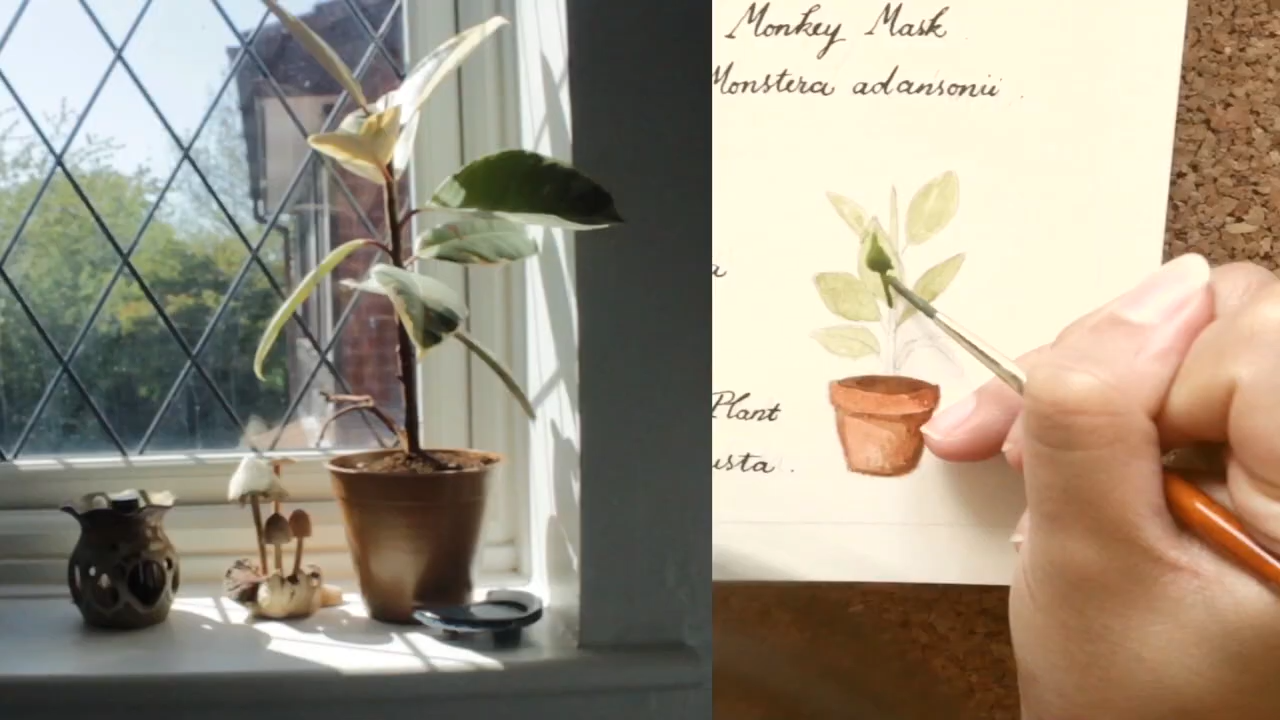 Monkey Mask
Monstera adansonii .
a
Plant
usta .